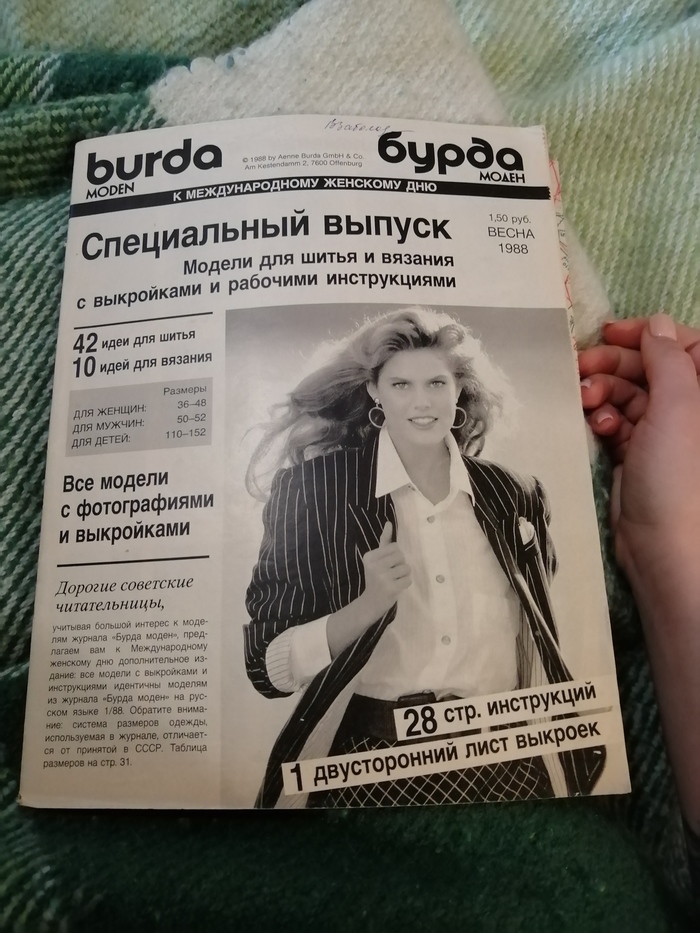 burda
MODEN
© 1988 by Aenne Burda GmbH & Co.
Am Kestendamm 2, 7600 Offenburg
бурда
МОДЕН
К МЕЖДУНАРОДНОМУ ЖЕНСКОМУ ДНЮ
Специальный выпуск
1,50 руб.
ВЕСНА
1988
Модели для шитья и вязания
с выкройками и рабочими инструкциями
42 идеи для шитья
10 идей для вязания
Размеры
ДЛЯ ЖЕНЩИН: 36–48
ДЛЯ МУЖЧИН: 50–52
ДЛЯ ДЕТЕЙ: 110–152
Все модели
с фотографиями
и выкройками
Дорогие советские
читательницы,
учитывая большой интерес к моде-
лям журнала «Бурда моден», пред-
лагаем вам к Международному
женскому дню дополнительное из-
дание: все модели с выкройками и
инструкциями идентичны моделям
из журнала «Бурда моден» на рус-
ском языке 1/88. Обратите внима-
ние: система размеров одежды,
используемая в журнале, отличает-
ся от принятой в СССР. Таблица
размеров на стр. 31.
28 стр. инструкций
1 двусторонний лист выкроек